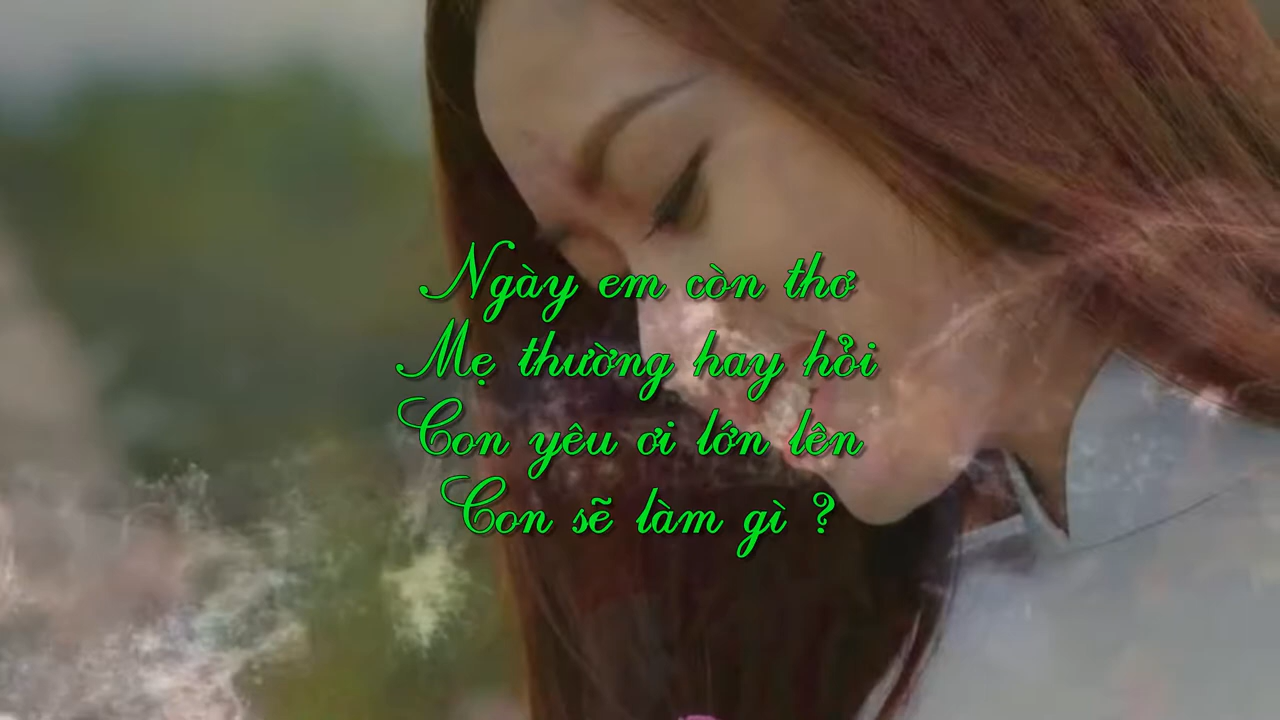 Ngày em còn thơ
Mẹ thường hay hỏi
Con yêu ơi lớn lên
Con sẽ làm gì ?